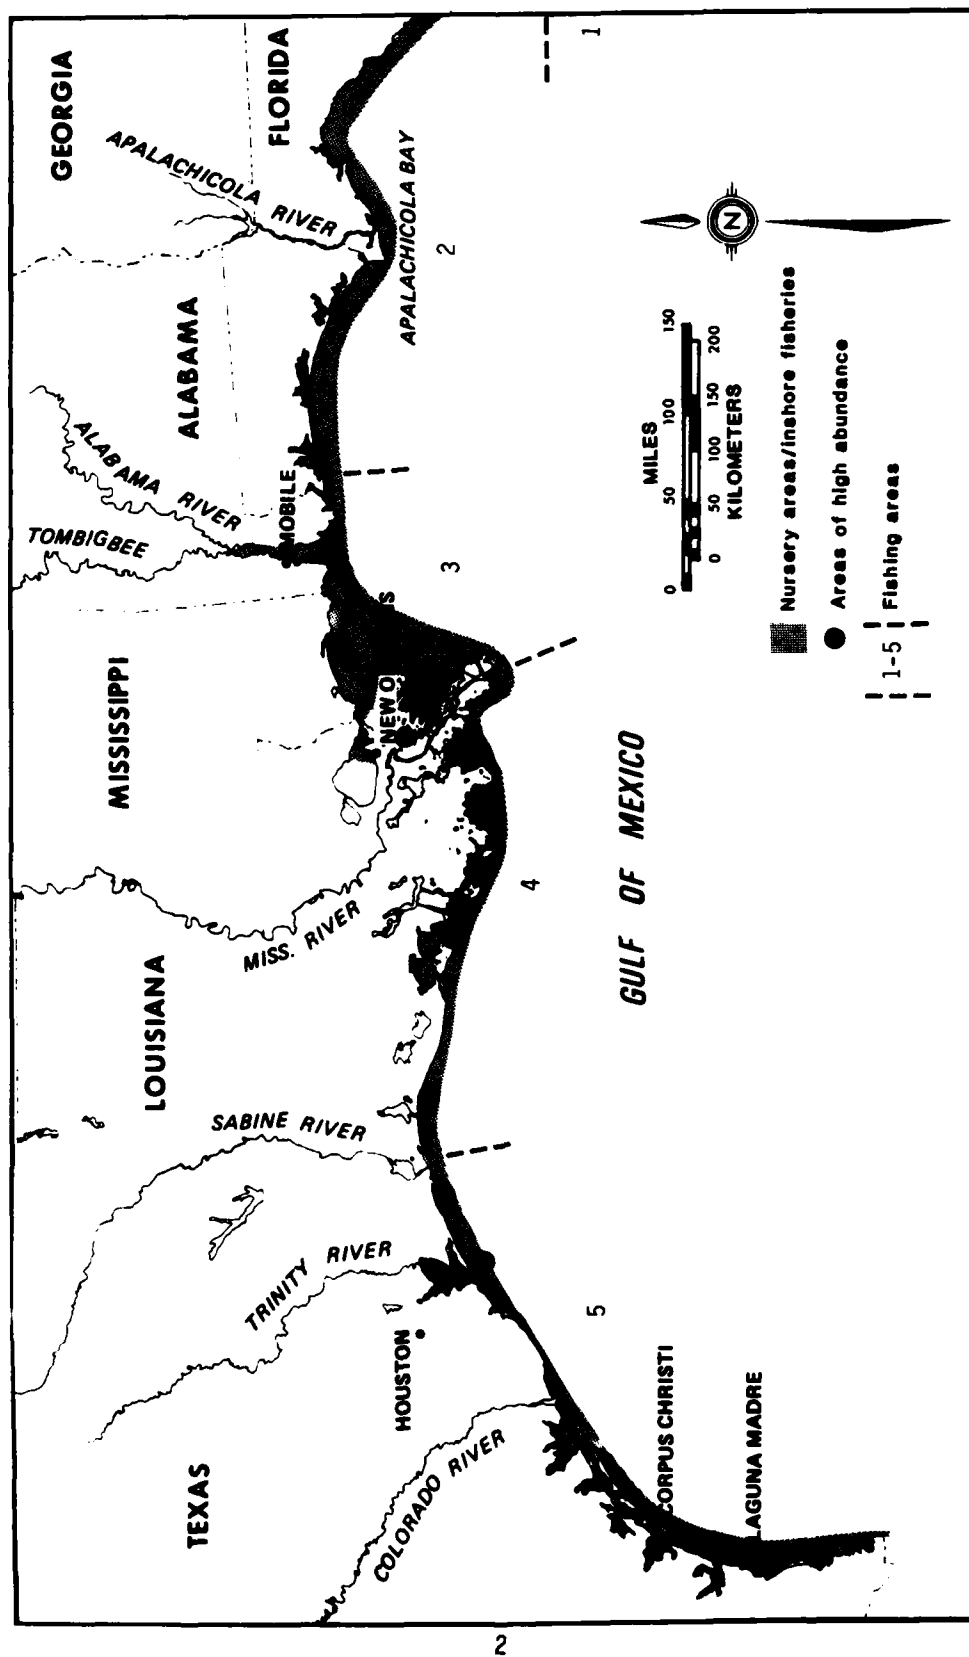 GEORGIA
APALACHICOLA RIVER
FLORIDA
ALABAMA
ALABAMA RIVER
TOMBIGBEE
MOBILE
APALACHICOLA BAY
MISSISSIPPI
NEW O
IS
MISS. RIVER
LOUISIANA
SABINE RIVER
TRINITY RIVER
HOUSTON
TEXAS
COLORADO RIVER
CORPUS CHRISTI
LAGUNA MADRE
GULF OF MEXICO
1
2
3
4
5
N
MILES
0 50 100 150
0 50 100 150 200
KILOMETERS
Nursery areas/inshore fisheries
Areas of high abundance
1-5 Fishing areas
2